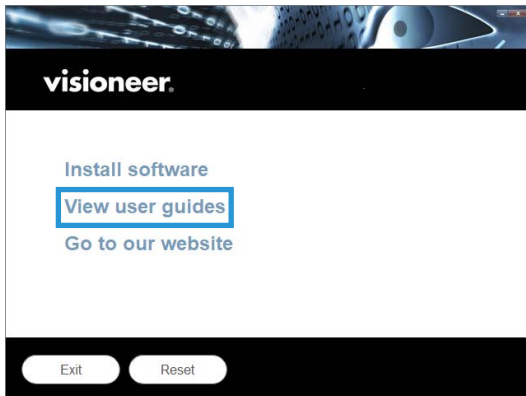 visioneer®
Install software
View user guides
Go to our website
Exit Reset